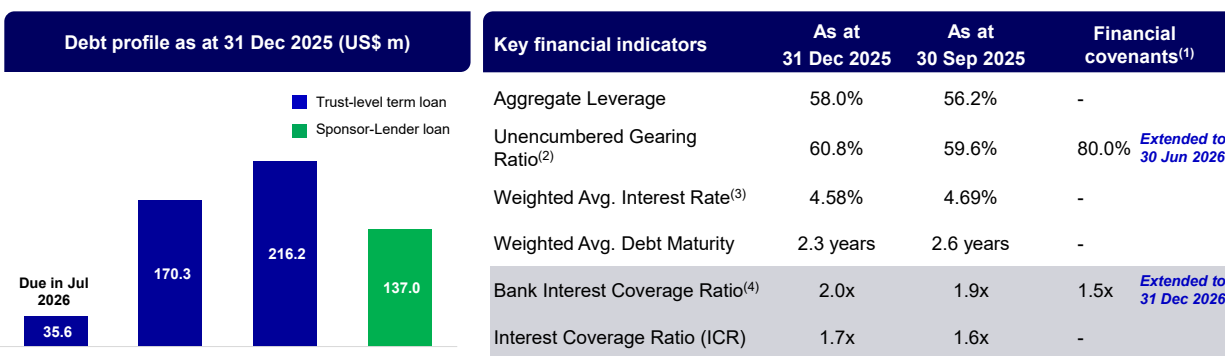 Debt profile as at 31 Dec 2025 (US$ m)
Trust-level term loan
Sponsor-Lender loan
Due in Jul
2026
35.6
170.3
216.2
137.0
Key financial indicators
As at
31 Dec 2025
As at
30 Sep 2025
Financial
covenants(1)
Aggregate Leverage 58.0% 56.2% -
Unencumbered Gearing
Ratio(2) 60.8% 59.6% 80.0% Extended to
30 Jun 2026
Weighted Avg. Interest Rate(3) 4.58% 4.69% -
Weighted Avg. Debt Maturity 2.3 years 2.6 years -
Bank Interest Coverage Ratio(4) 2.0x 1.9x 1.5x Extended to
31 Dec 2026
Interest Coverage Ratio (ICR) 1.7x 1.6x -